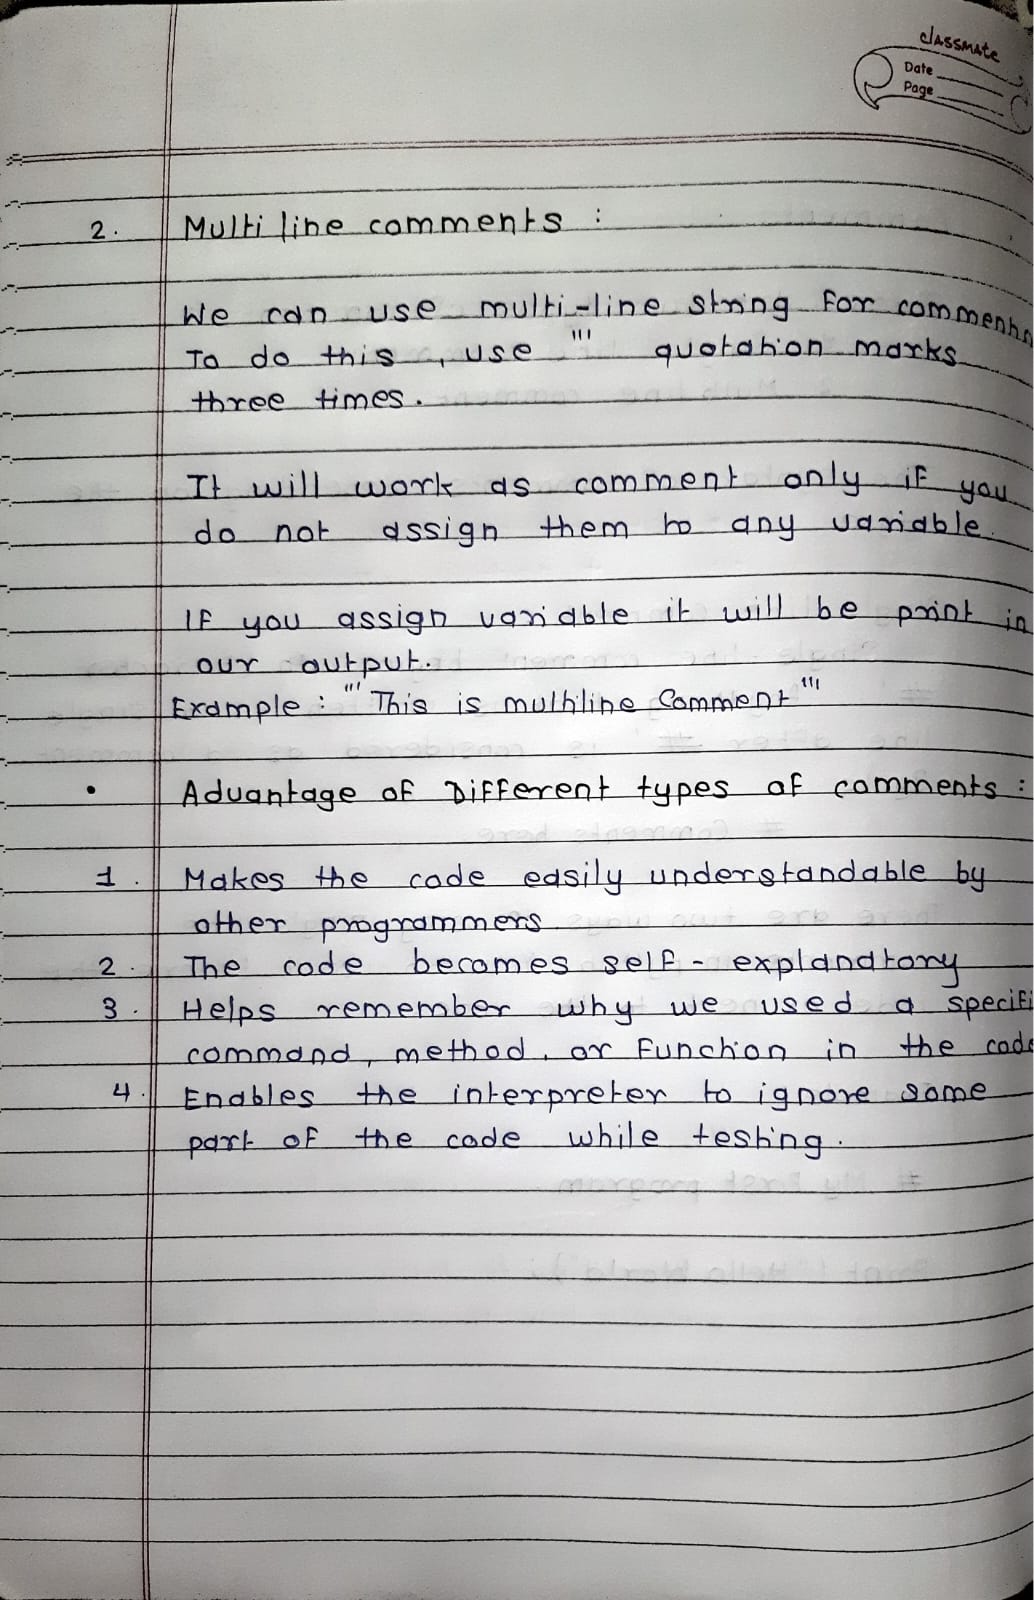 classmate
Date
Page
2. Multi line comments :
We can use multi-line string for
To do this, use ''' quotation marks
three times.
It will work as comment only if you
do not assign them to any variable.
If you assign variable it will be print in
our output.
Example : ''' This is multiline Comment '''
• Advantage of Different types of comments :
1. Makes the code easily understandable by
other programmers
2. The code becomes self-explanatory
3. Helps remember why we used a specifi
command, method, or function in the code
4. Enables the interpreter to ignore some
part of the code while testing.